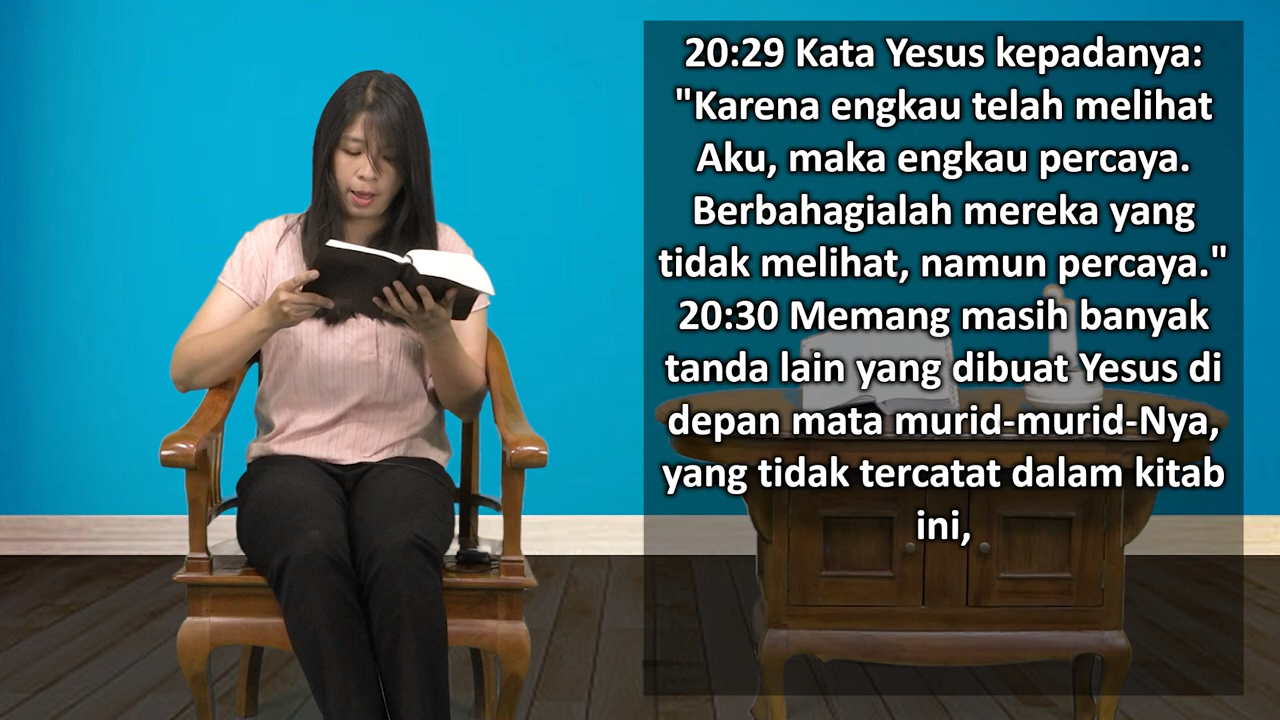 20:29 Kata Yesus kepadanya:
"Karena engkau telah melihat
Aku, maka engkau percaya.
Berbahagialah mereka yang
tidak melihat, namun percaya."
20:30 Memang masih banyak
tanda lain yang dibuat Yesus di
depan mata murid-murid-Nya,
yang tidak tercatat dalam kitab
ini,